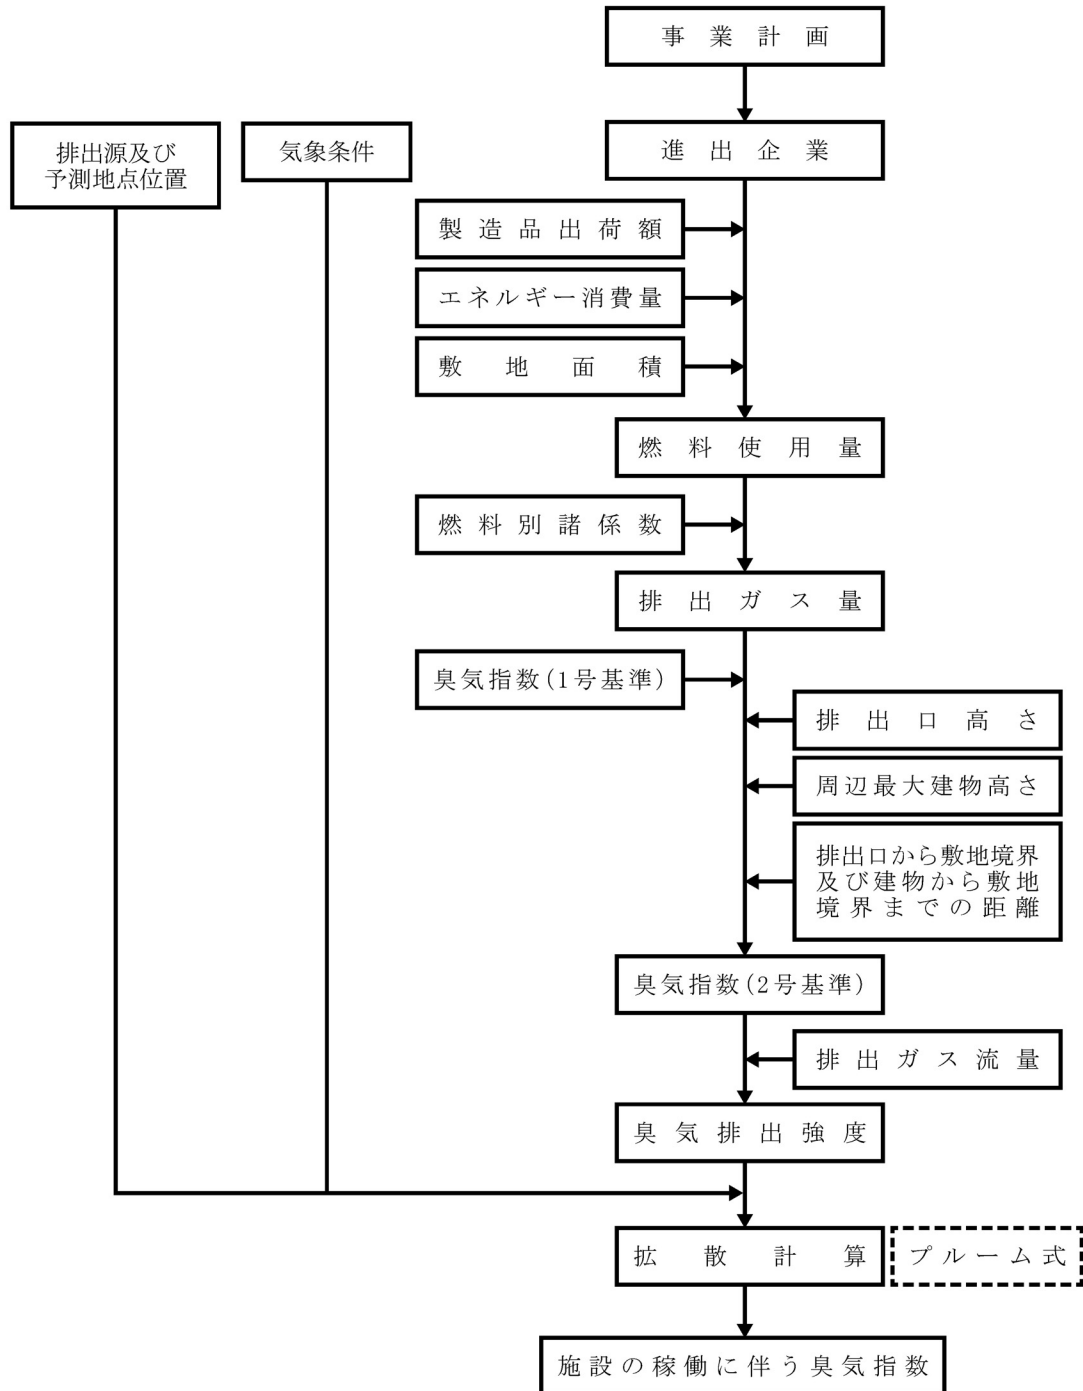 事業計画
進出企業
排出源及び
予測地点位置
気象条件
製造品出荷額
エネルギー消費量
敷地面積
燃料使用量
燃料別諸係数
排出ガス量
臭気指数(1号基準)
排出口高さ
周辺最大建物高さ
排出口から敷地境界
及び建物から敷地
境界までの距離
臭気指数(2号基準)
排出ガス流量
臭気排出強度
拡散計算
プルーム式
施設の稼働に伴う臭気指数